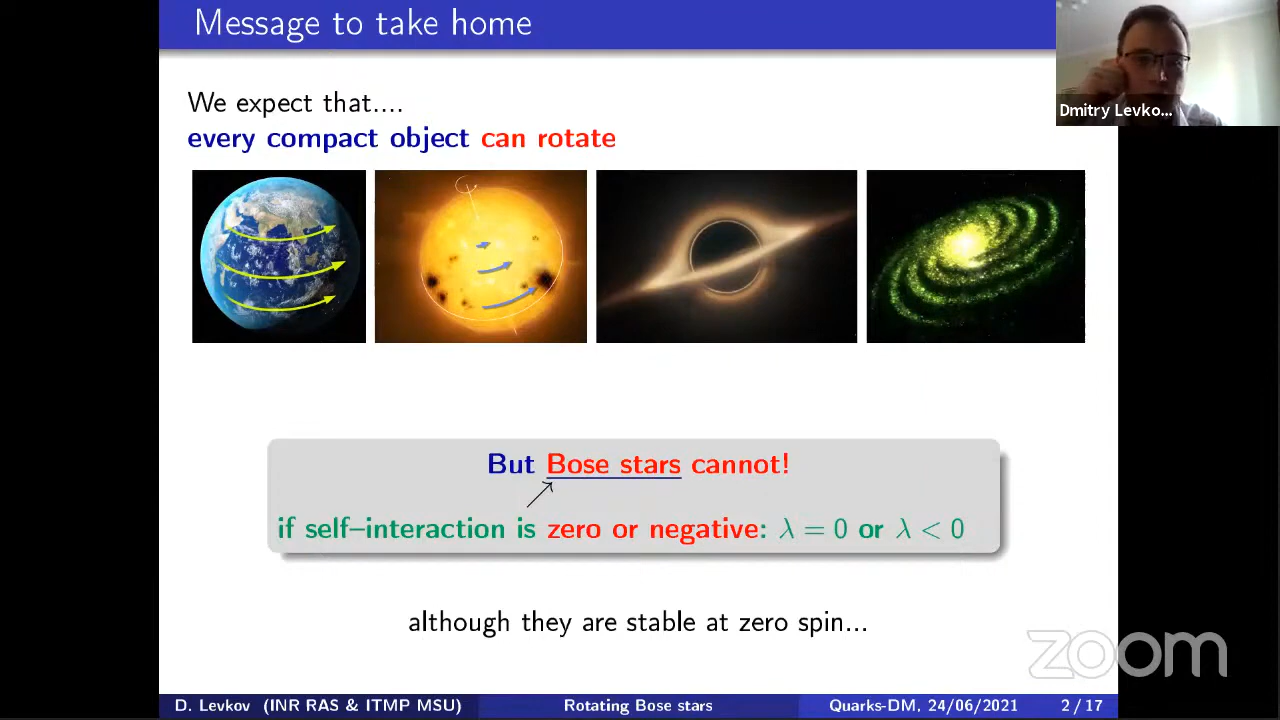 Message to take home
Dmitry Levko...
We expect that....
every compact object can rotate
But Bose stars cannot!
if self–interaction is zero or negative: λ = 0 or λ < 0
although they are stable at zero spin...
zoom
D. Levkov (INR RAS & ITMP MSU) Rotating Bose stars Quarks-DM, 24/06/2021 2 / 17